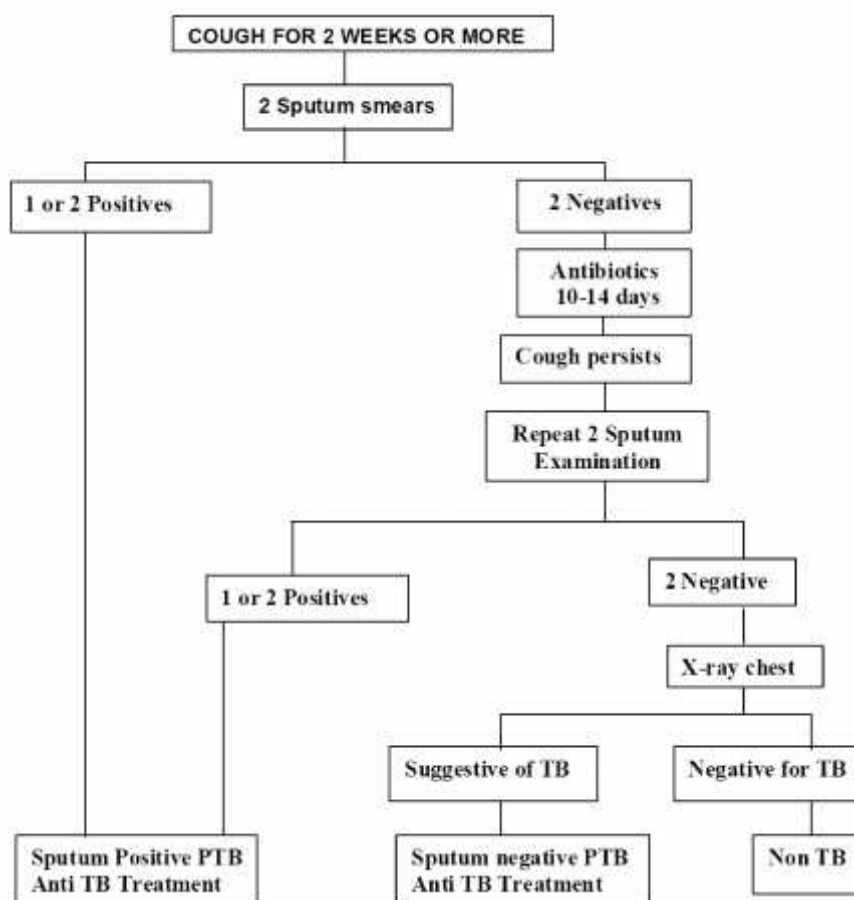 COUGH FOR 2 WEEKS OR MORE
2 Sputum smears
1 or 2 Positives
2 Negatives
Antibiotics
10-14 days
Cough persists
Repeat 2 Sputum
Examination
1 or 2 Positives
2 Negative
X-ray chest
Suggestive of TB
Negative for TB
Sputum Positive PTB
Anti TB Treatment
Sputum negative PTB
Anti TB Treatment
Non TB